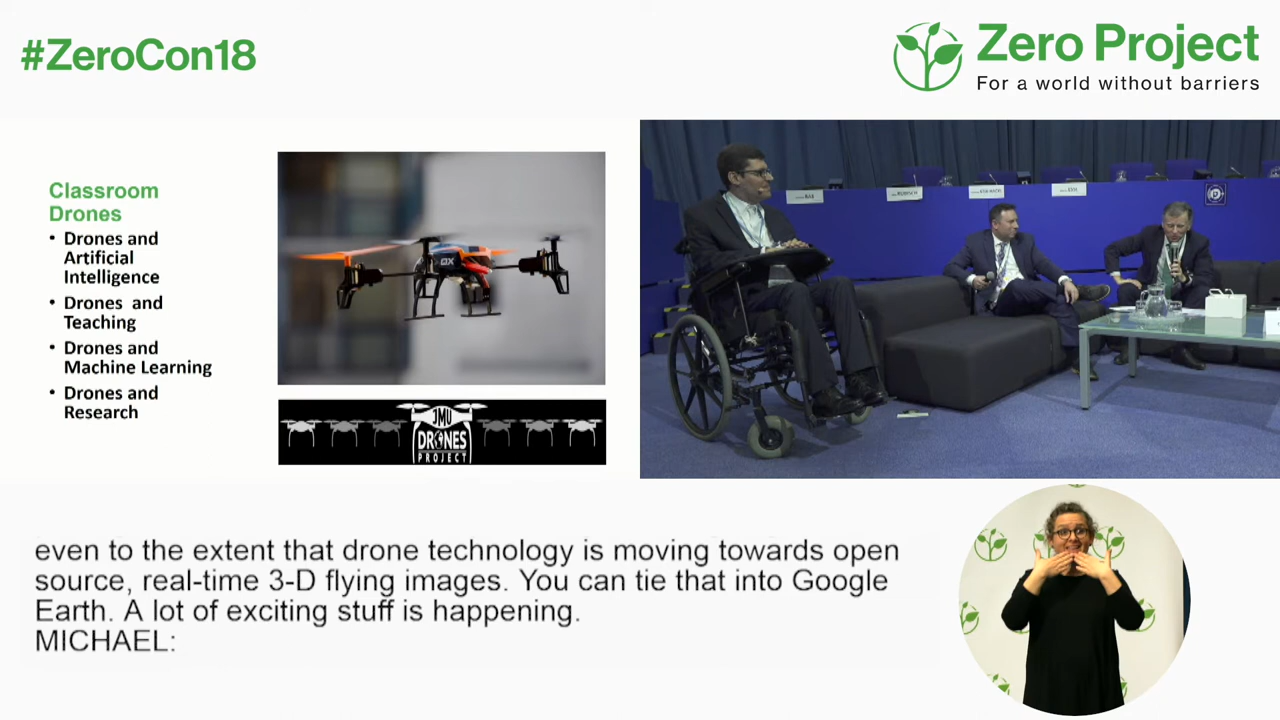 #ZeroCon18
Zero Project
For a world without barriers
Classroom
Drones
• Drones and
Artificial
Intelligence
• Drones and
Teaching
• Drones and
Machine Learning
• Drones and
Research
QX
JMU
DRONES
PROJECT
even to the extent that drone technology is moving towards open
source, real-time 3-D flying images. You can tie that into Google
Earth. A lot of exciting stuff is happening.
MICHAEL: